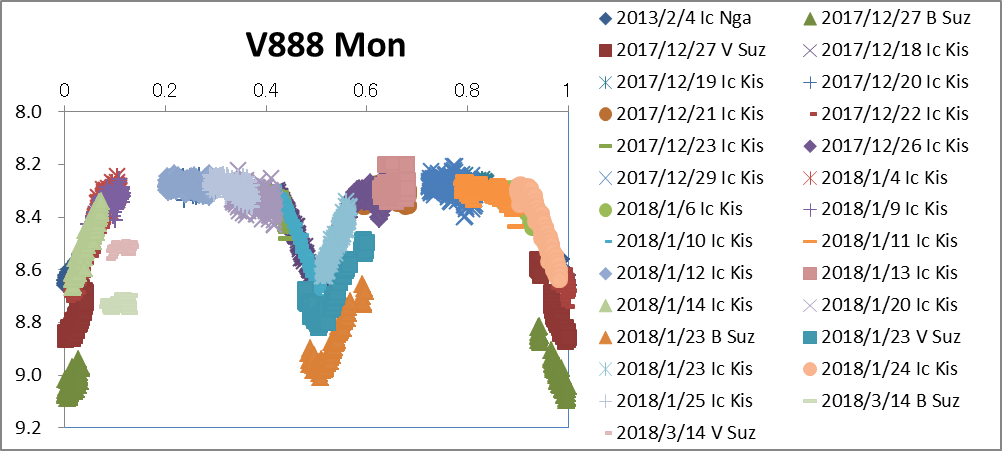 V888 Mon
0 0.2 0.4 0.6 0.8 1
8.0
8.2
8.4
8.6
8.8
9.0
9.2
2013/2/4 Ic Nga 2017/12/27 B Suz
2017/12/27 V Suz 2017/12/18 Ic Kis
2017/12/19 Ic Kis 2017/12/20 Ic Kis
2017/12/21 Ic Kis 2017/12/22 Ic Kis
2017/12/23 Ic Kis 2017/12/26 Ic Kis
2017/12/29 Ic Kis 2018/1/4 Ic Kis
2018/1/6 Ic Kis 2018/1/9 Ic Kis
2018/1/10 Ic Kis 2018/1/11 Ic Kis
2018/1/12 Ic Kis 2018/1/13 Ic Kis
2018/1/14 Ic Kis 2018/1/20 Ic Kis
2018/1/23 B Suz 2018/1/23 V Suz
2018/1/23 Ic Kis 2018/1/24 Ic Kis
2018/1/25 Ic Kis 2018/3/14 B Suz
2018/3/14 V Suz